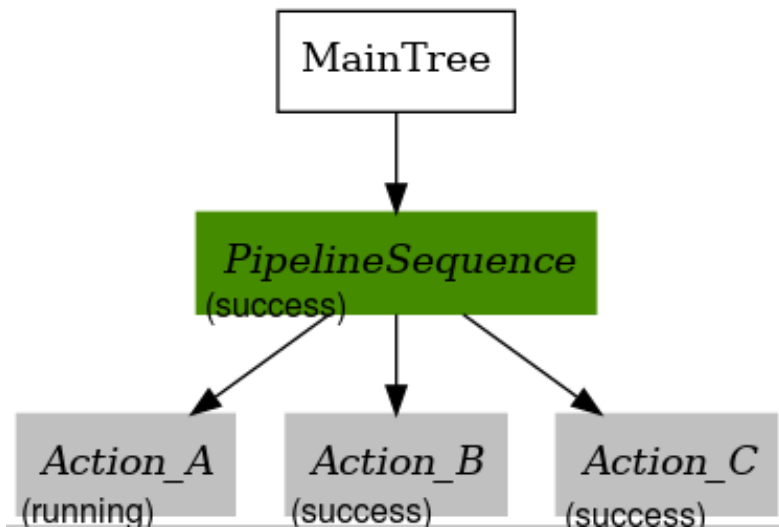 MainTree
PipelineSequence
(success)
Action_A
(running)
Action_B
(success)
Action_C
(success)